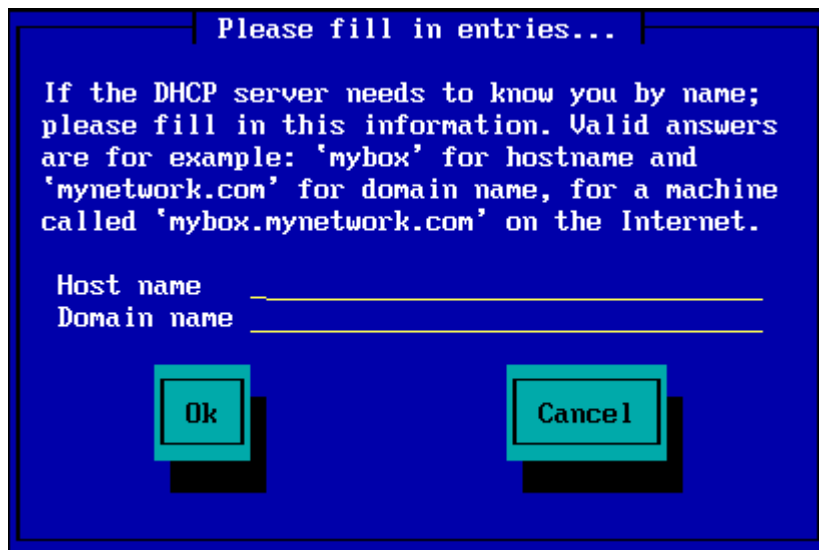 Please fill in entries...
If the DHCP server needs to know you by name;
please fill in this information. Valid answers
are for example: ‘mybox’ for hostname and
‘mynetwork.com’ for domain name, for a machine
called ‘mybox.mynetwork.com’ on the Internet.
Host name
Domain name
Ok Cancel